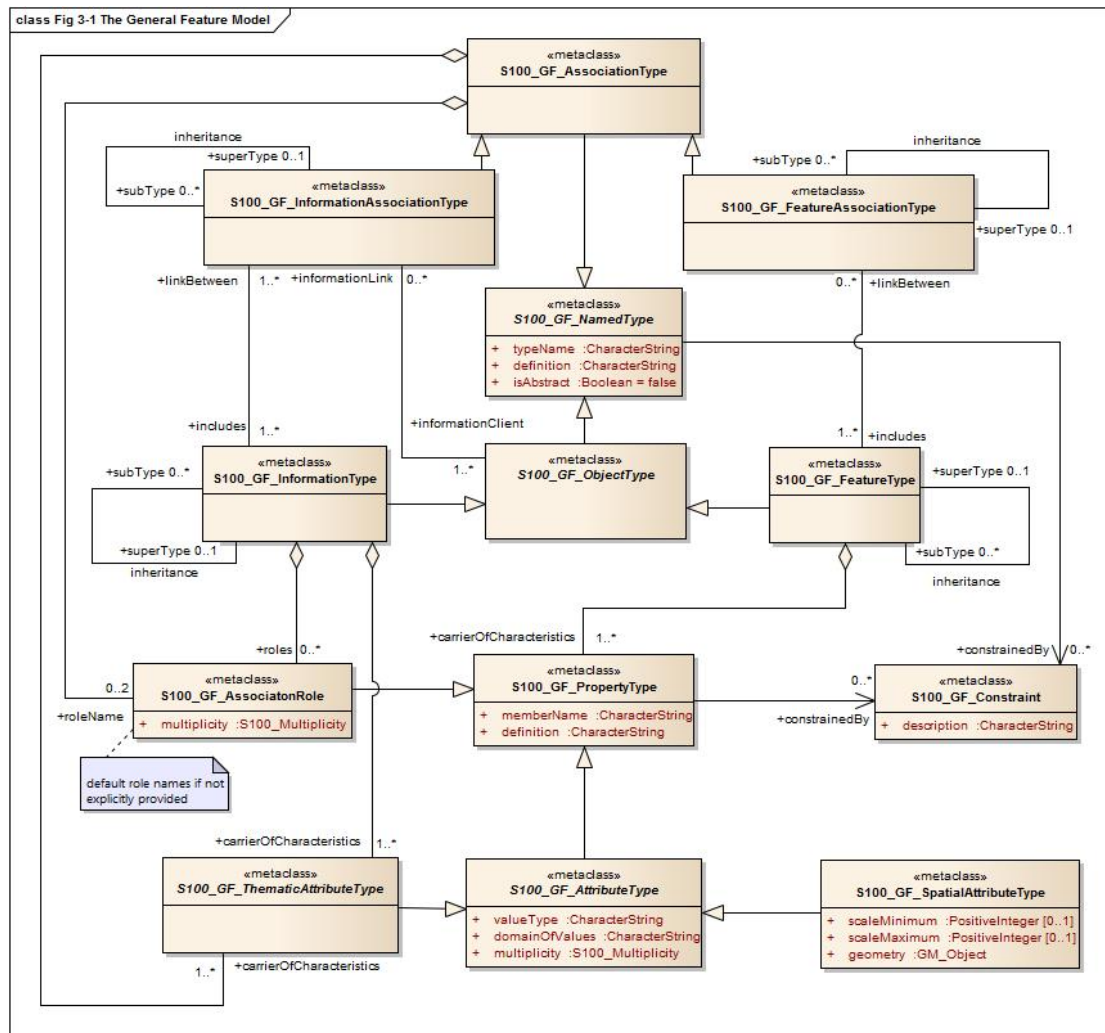 class Fig 3-1 The General Feature Model
«metaclass»
S100_GF_AssociationType
inheritance
+superType 0..1
+subType 0..*
«metaclass»
S100_GF_InformationAssociationType
inheritance
+subType 0..*
+superType 0..1
«metaclass»
S100_GF_FeatureAssociationType
+linkBetween
1..*
+informationLink
0..*
0..*
+linkBetween
«metaclass»
S100_GF_NamedType
+ typeName :CharacterString
+ definition :CharacterString
+ isAbstract :Boolean = false
+includes
1..*
+informationClient
1..*
1..*
+includes
+subType 0..*
«metaclass»
S100_GF_InformationType
+superType 0..1
inheritance
«metaclass»
S100_GF_ObjectType
«metaclass»
S100_GF_FeatureType
+superType 0..1
+subType 0..*
inheritance
+roles
0..*
+carrierOfCharacteristics
1..*
+constrainedBy
0..*
0..2
+roleName
«metaclass»
S100_GF_AssociatonRole
+ multiplicity :S100_Multiplicity
«metaclass»
S100_GF_PropertyType
+ memberName :CharacterString
+ definition :CharacterString
0..*
+constrainedBy
«metaclass»
S100_GF_Constraint
+ description :CharacterString
default role names if not
explicitly provided
+carrierOfCharacteristics
1..*
«metaclass»
S100_GF_ThematicAttributeType
«metaclass»
S100_GF_AttributeType
+ valueType :CharacterString
+ domainOfValues :CharacterString
+ multiplicity :S100_Multiplicity
«metaclass»
S100_GF_SpatialAttributeType
+ scaleMinimum :PositiveInteger [0..1]
+ scaleMaximum :PositiveInteger [0..1]
+ geometry :GM_Object
1..*
+carrierOfCharacteristics